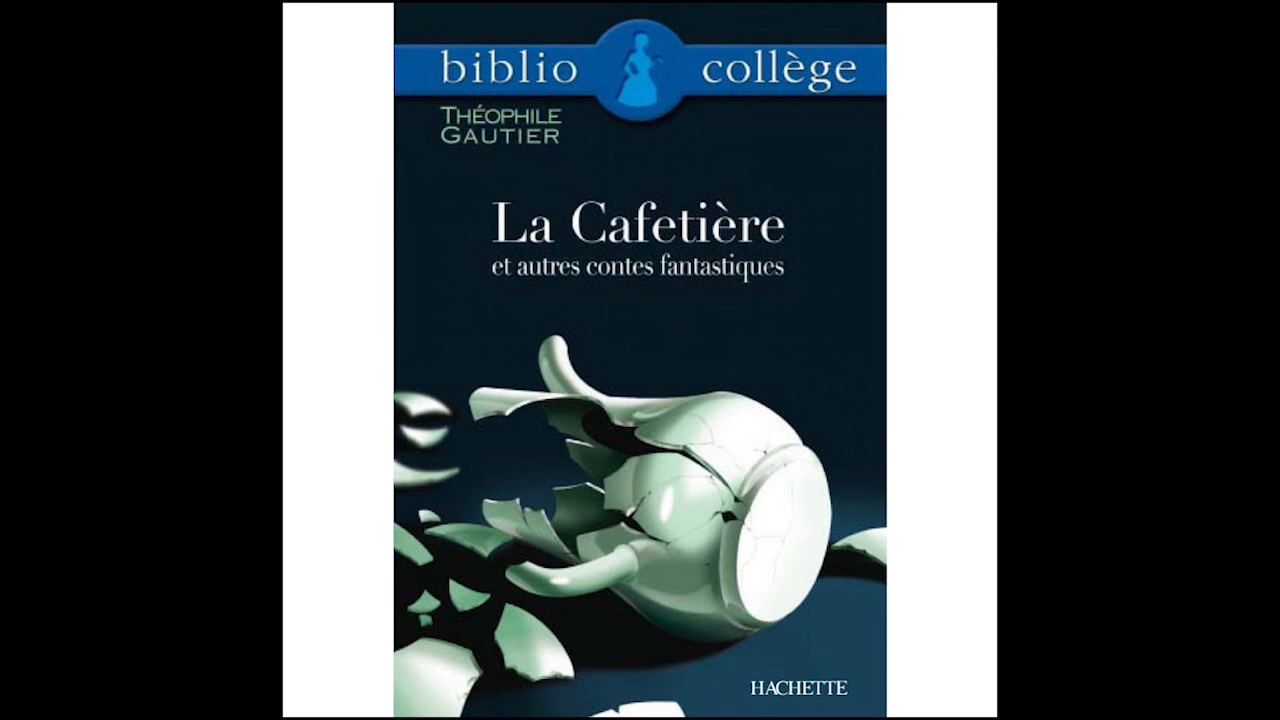 biblio collège
THÉOPHILE
GAUTIER
La Cafetière
et autres contes fantastiques
HACHETTE